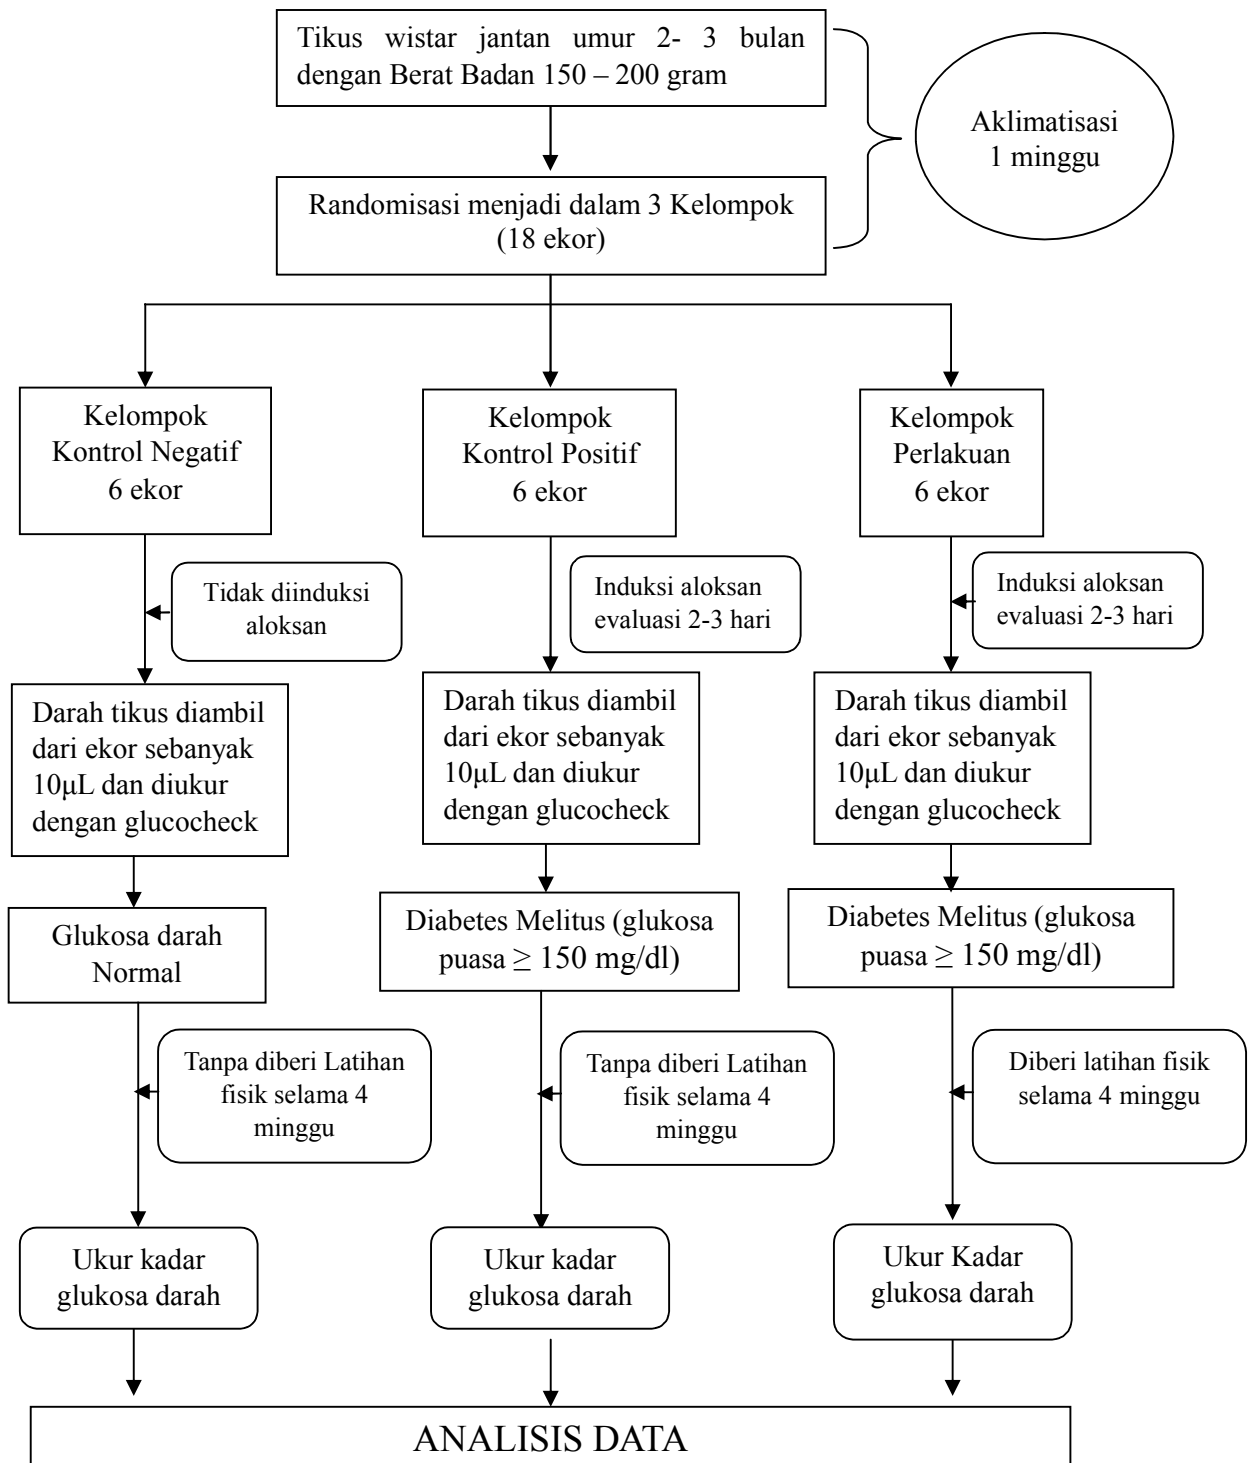 Tikus wistar jantan umur 2- 3 bulan
dengan Berat Badan 150 – 200 gram
Aklimatisasi
1 minggu
Randomisasi menjadi dalam 3 Kelompok
(18 ekor)
Kelompok
Kontrol Negatif
6 ekor
Kelompok
Kontrol Positif
6 ekor
Kelompok
Perlakuan
6 ekor
Tidak diinduksi
aloksan
Induksi aloksan
evaluasi 2-3 hari
Induksi aloksan
evaluasi 2-3 hari
Darah tikus diambil
dari ekor sebanyak
10μL dan diukur
dengan glucocheck
Darah tikus diambil
dari ekor sebanyak
10μL dan diukur
dengan glucocheck
Darah tikus diambil
dari ekor sebanyak
10μL dan diukur
dengan glucocheck
Glukosa darah
Normal
Diabetes Melitus (glukosa
puasa ≥ 150 mg/dl)
Diabetes Melitus (glukosa
puasa ≥ 150 mg/dl)
Tanpa diberi Latihan
fisik selama 4
minggu
Tanpa diberi Latihan
fisik selama 4
minggu
Diberi latihan fisik
selama 4 minggu
Ukur kadar
glukosa darah
Ukur kadar
glukosa darah
Ukur Kadar
glukosa darah
ANALISIS DATA